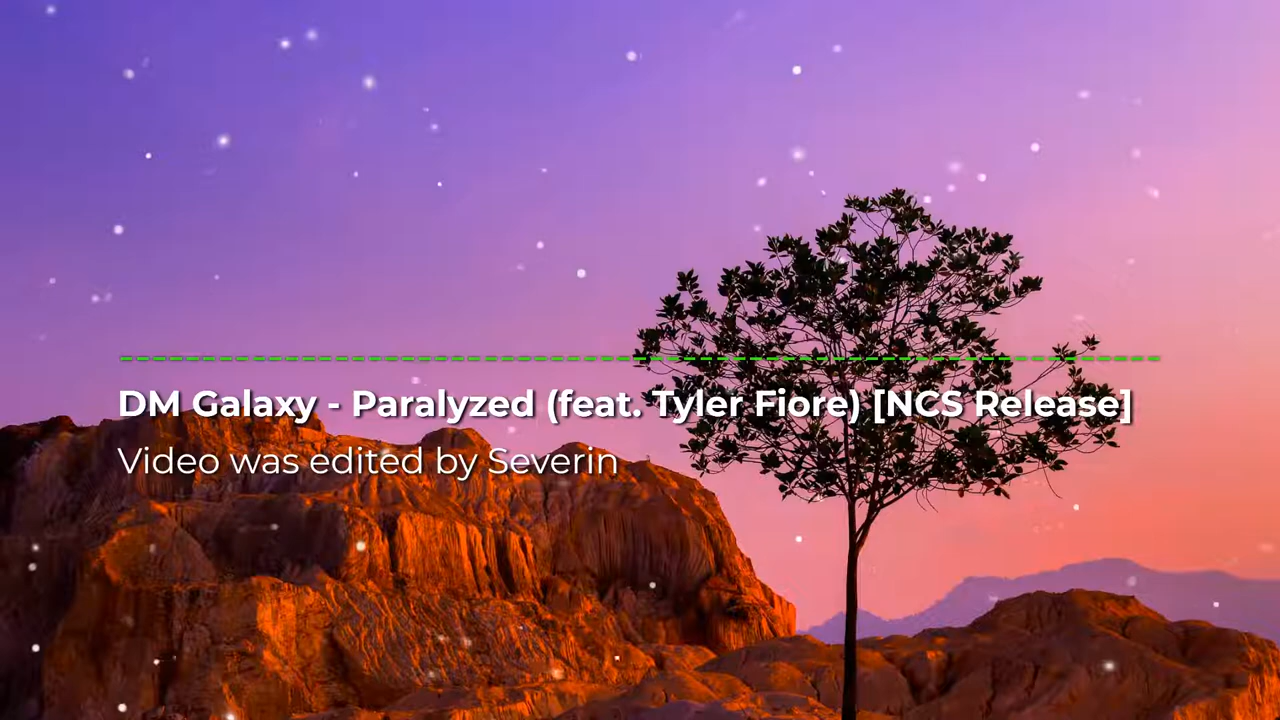 DM Galaxy - Paralyzed (feat. Tyler Fiore) [NCS Release]
Video was edited by Severin